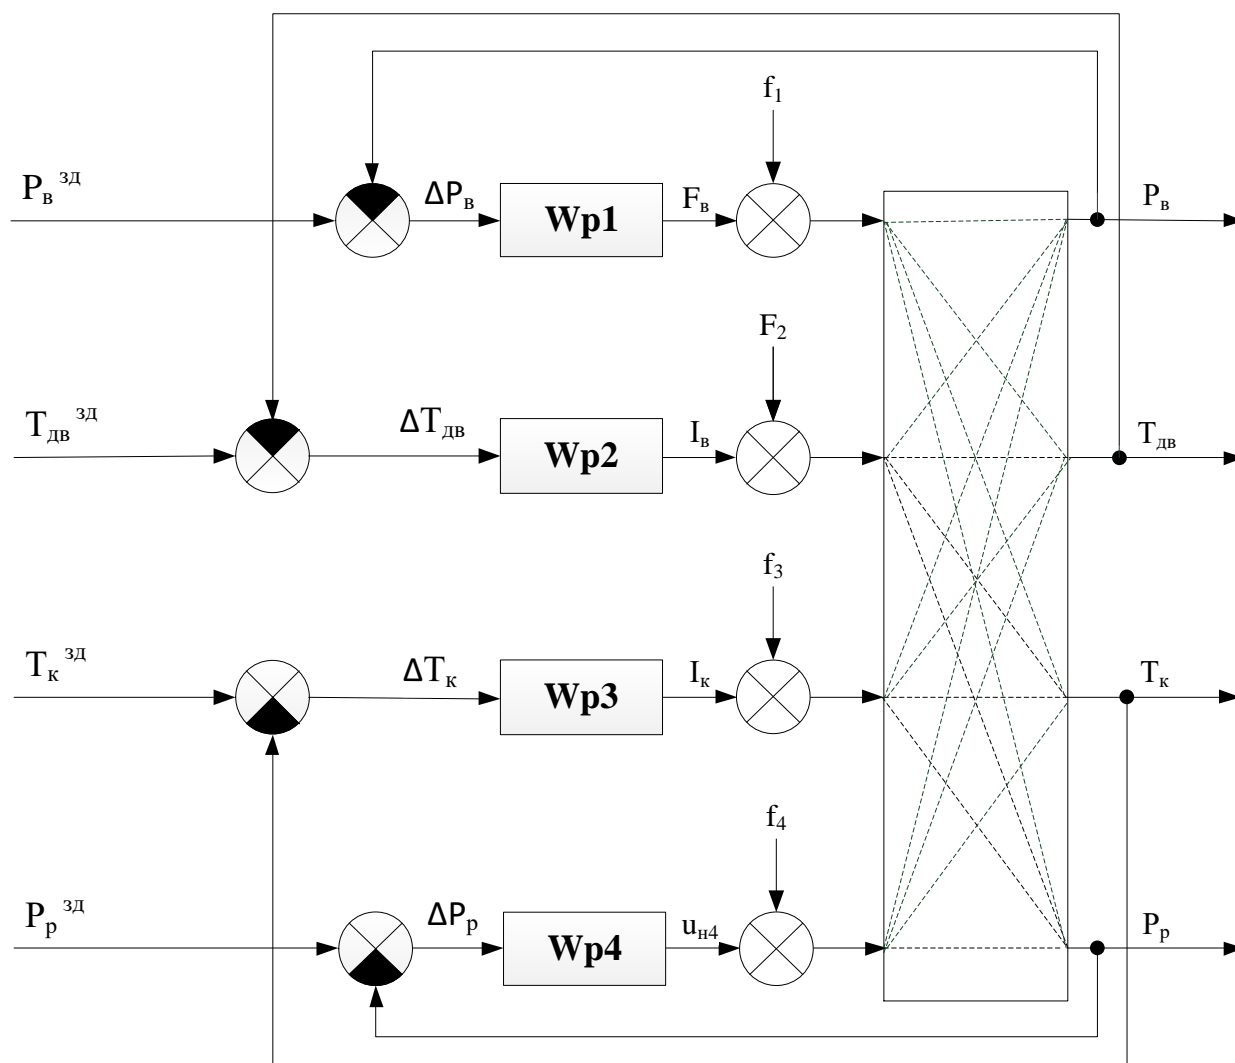 f₁
Pв зд
ΔPв
Wp1
Fв
Pв
F₂
Tдв зд
ΔTдв
Wp2
Iв
Tдв
f₃
Tк зд
ΔTк
Wp3
Iк
Tк
f₄
Pр зд
ΔPр
Wp4
uн4
Pр